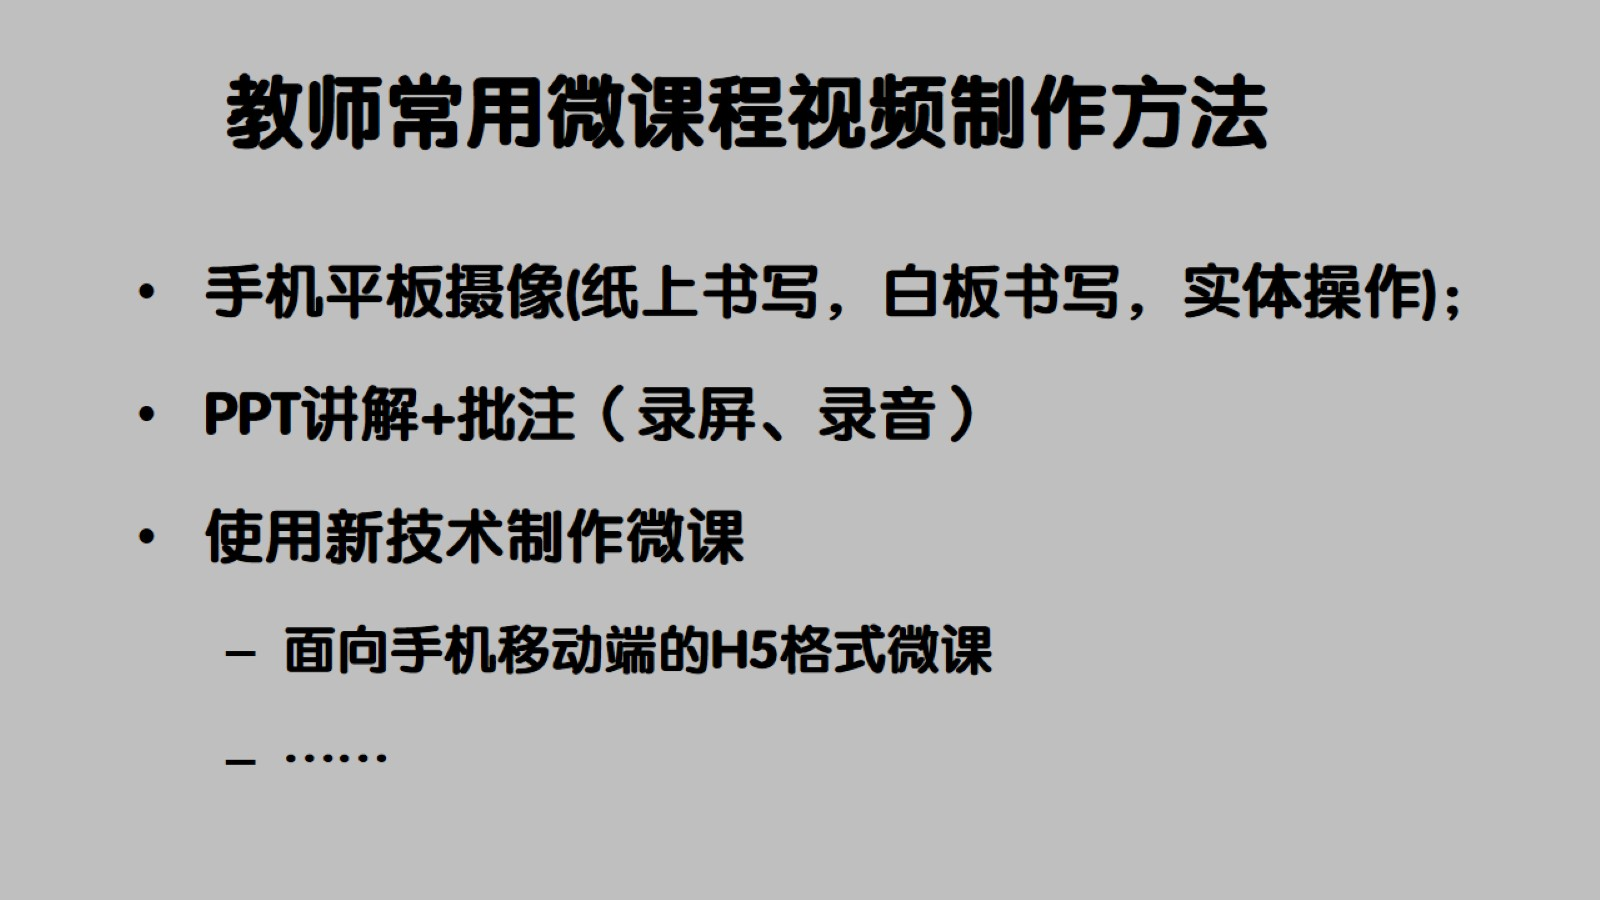 教师常用微课程视频制作方法
• 手机平板摄像(纸上书写，白板书写，实体操作)；
• PPT讲解+批注（录屏、录音）
• 使用新技术制作微课
– 面向手机移动端的H5格式微课
– ……